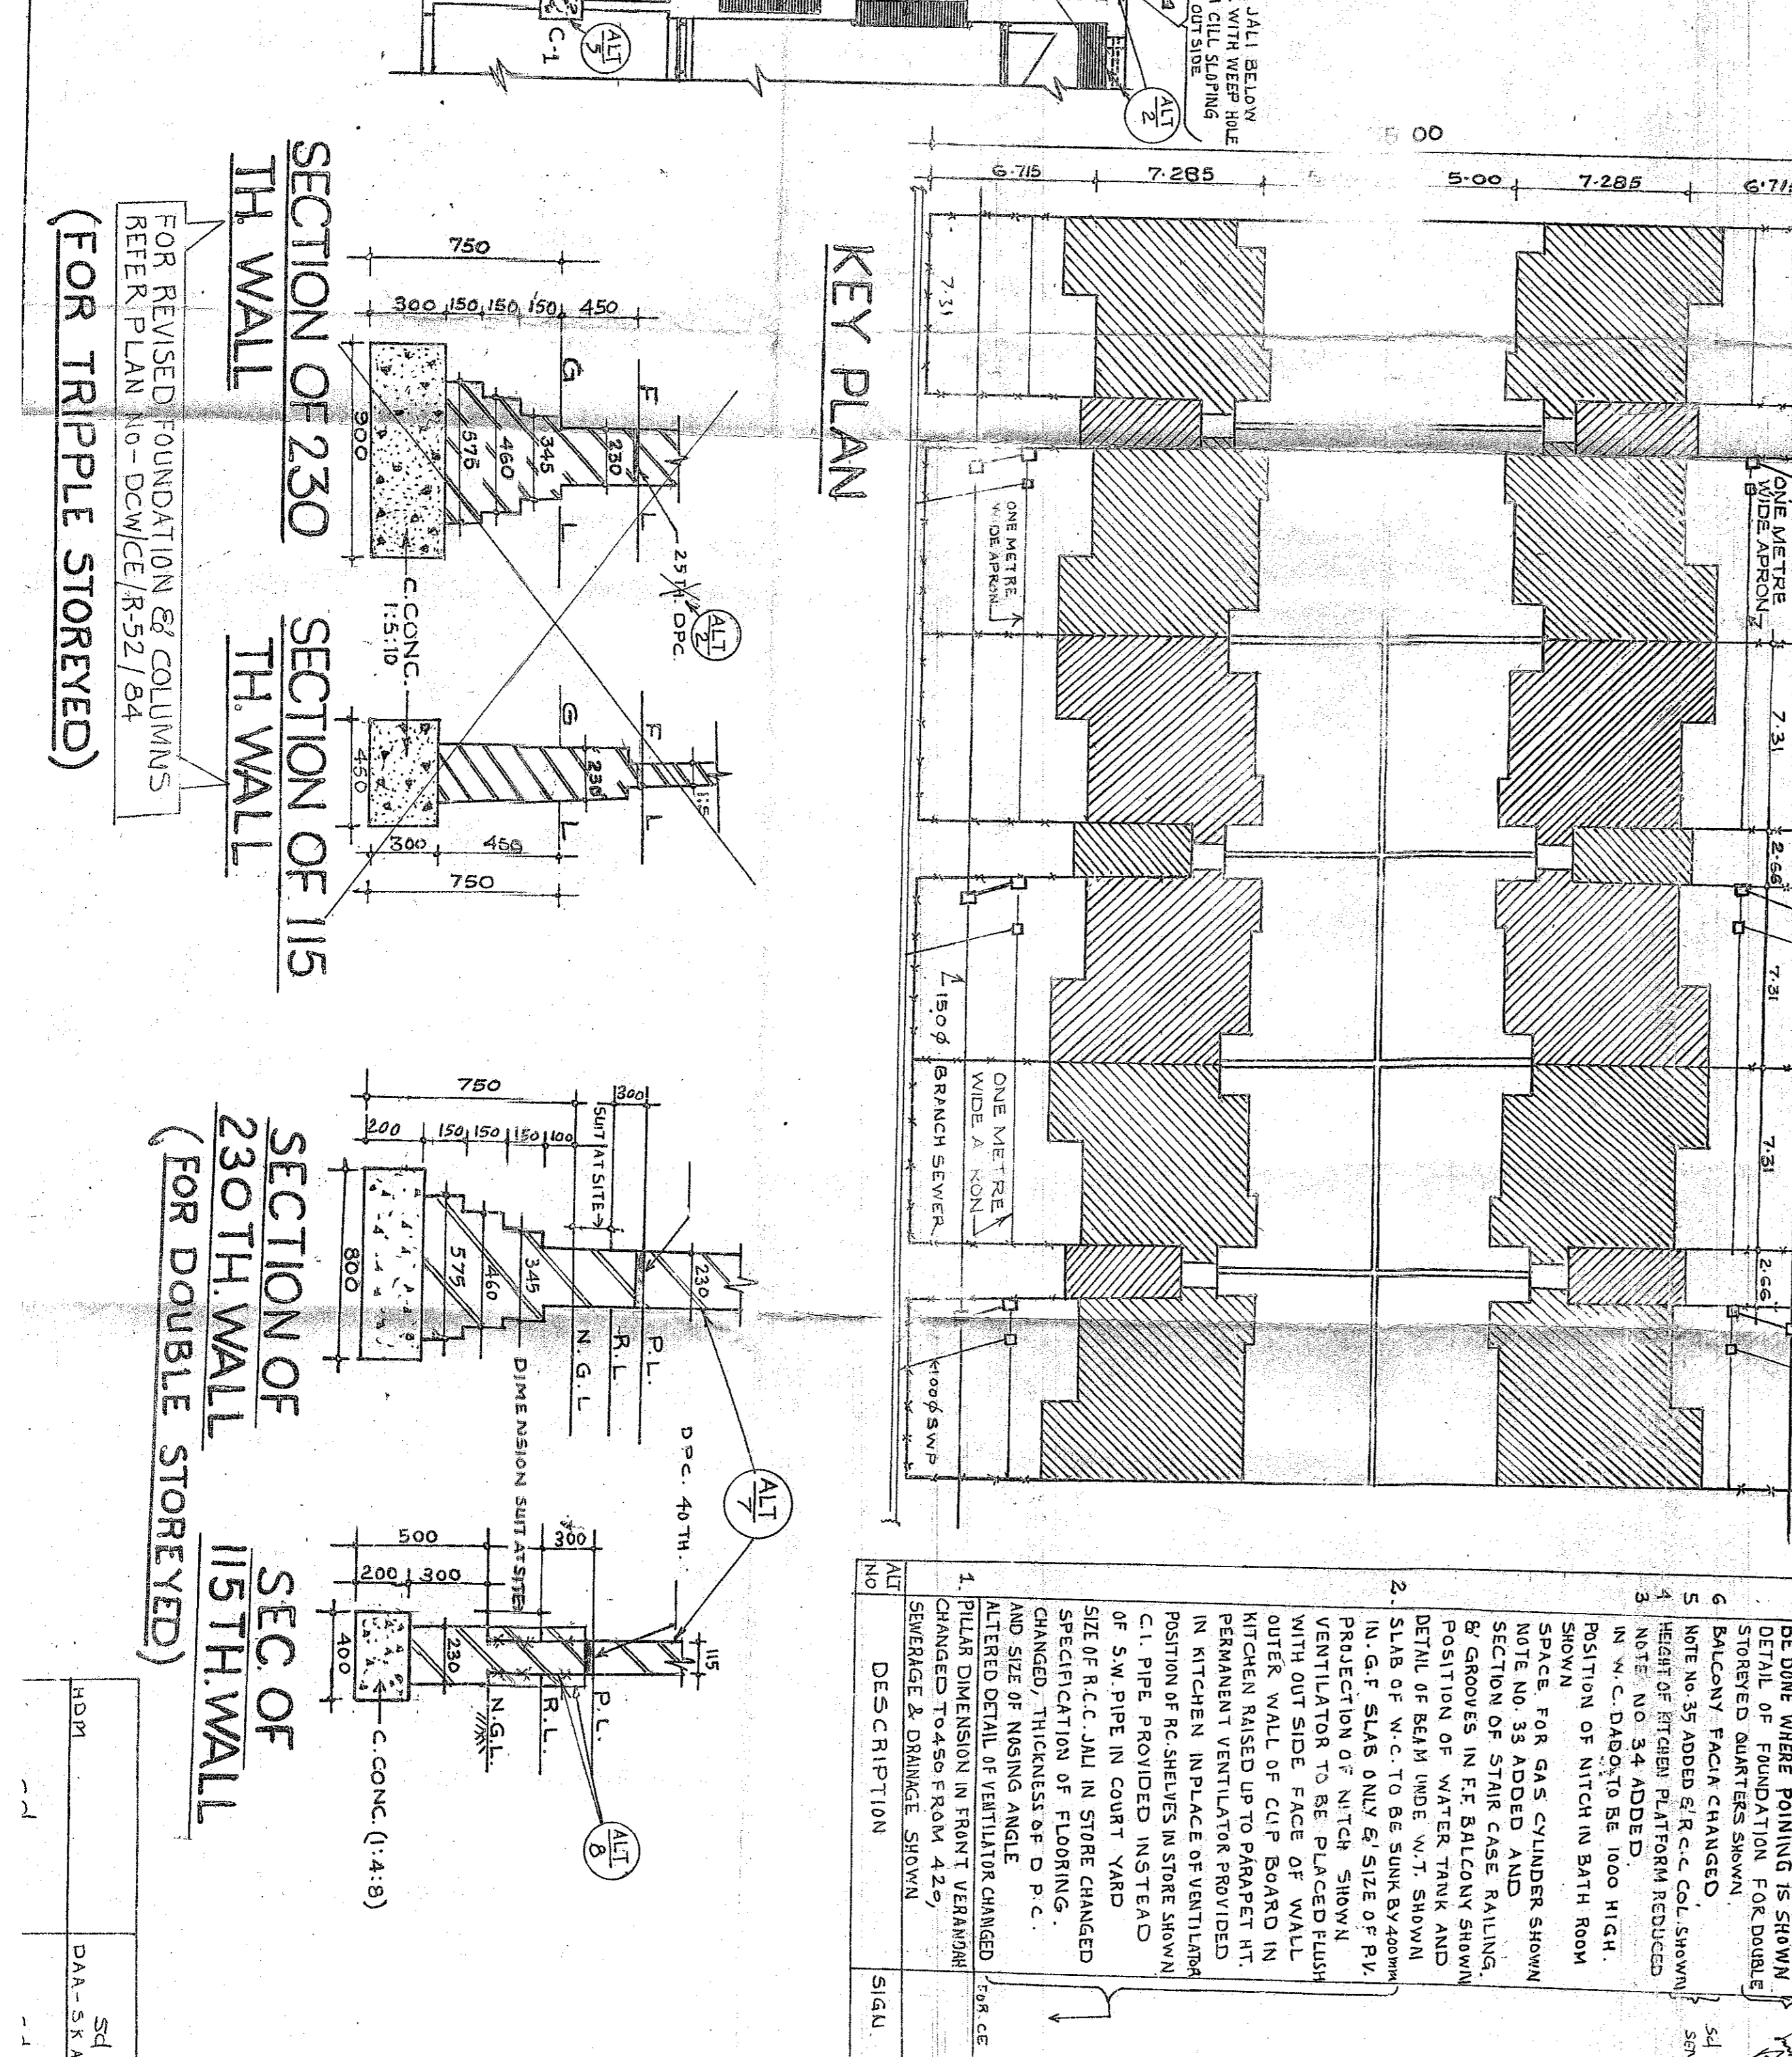 JALI BELOW
WITH WEEP HOLE
CILL SLOPING
OUTSIDE
ALT
2
ALT
5
C-1
5 00
6·715
7·285
5·00
7·285
7·31
ONE METRE
WIDE APRON
ONE METRE
WIDE APRON
7·31
2·66
7·31
7·31
2·66
150 Φ BRANCH SEWER
ONE METRE
WIDE A RON
100 Φ SWP
KEY PLAN
750
300 150 150 150 450
G
L
F
L
230
345
460
575
900
25 TH. DPC.
ALT
2
C. CONC.
1:5:10
SECTION OF 230
TH. WALL
G
L
F
L
115
230
450
300
450
750
SECTION OF 115
TH. WALL
FOR REVISED FOUNDATION & COLUMNS
REFER PLAN NO- DCW/CE/R-52/84
(FOR TRIPPLE STOREYED)
750
300
200 150 150 150 100
SUIT AT SITE
230
345
460
575
800
P.L.
R.L.
N.G.L
DIMENSION SUIT AT SITE
DPC. 40 TH.
ALT
7
SECTION OF
230 TH. WALL
500
300
200 300
115
230
400
P.L.
R.L.
N.G.L.
C. CONC. (1:4:8)
ALT
8
SEC. OF
115 TH. WALL
(FOR DOUBLE STOREYED)
BE DONE WHERE POINING IS SHOWN
DETAIL OF FOUNDATION FOR DOUBLE
STOREYED QUARTERS SHOWN
6 BALCONY FACIA CHANGED
5 NOTE NO 35 ADDED & R.C.C. COL. SHOWN
4 HEIGHT OF KITCHEN PLATFORM REDUCED
3 NOTE NO 34 ADDED.
IN W.C. DADO TO BE 1000 HIGH.
POSITION OF NITCH IN BATH ROOM
SHOWN
SPACE FOR GAS CYLINDER SHOWN
NOTE NO. 33 ADDED AND
SECTION OF STAIR CASE RAILING.
& GROOVES IN F.F. BALCONY SHOWN
POSITION OF WATER TANK AND
DETAIL OF BEAM UNDE W.T. SHOWN
2. SLAB OF W.C. TO BE SUNK BY 400mm
IN. G.F SLAB ONLY & SIZE OF P.V.
PROJECTION OF NITCH SHOWN
VENTILATOR TO BE PLACED FLUSH
WITH OUT SIDE FACE OF WALL
OUTER WALL OF CUP BOARD IN
KITCHEN RAISED UP TO PARAPET HT.
PERMANENT VENTILATOR PROVIDED
IN KITCHEN INPLACE OF VENTILATOR
POSITION OF RC. SHELVES IN STORE SHOWN
C.I. PIPE PROVIDED INSTEAD
OF S.W. PIPE IN COURT YARD
SIZE OF R.C.C. JALI IN STORE CHANGED
SPECIFICATION OF FLOORING.
CHANGED, THICKNESS OF D P C.
AND SIZE OF NOSING ANGLE
ALTERED DETAIL OF VENTILATOR CHANGED
1. PILLAR DIMENSION IN FRONT VERANDAH
CHANGED TO 450 FROM 420,
SEWERAGE & DRAINAGE SHOWN
FOR. CE
ALT
NO
DESCRIPTION
SIGN.
HDM
Sd
DAA-SKA